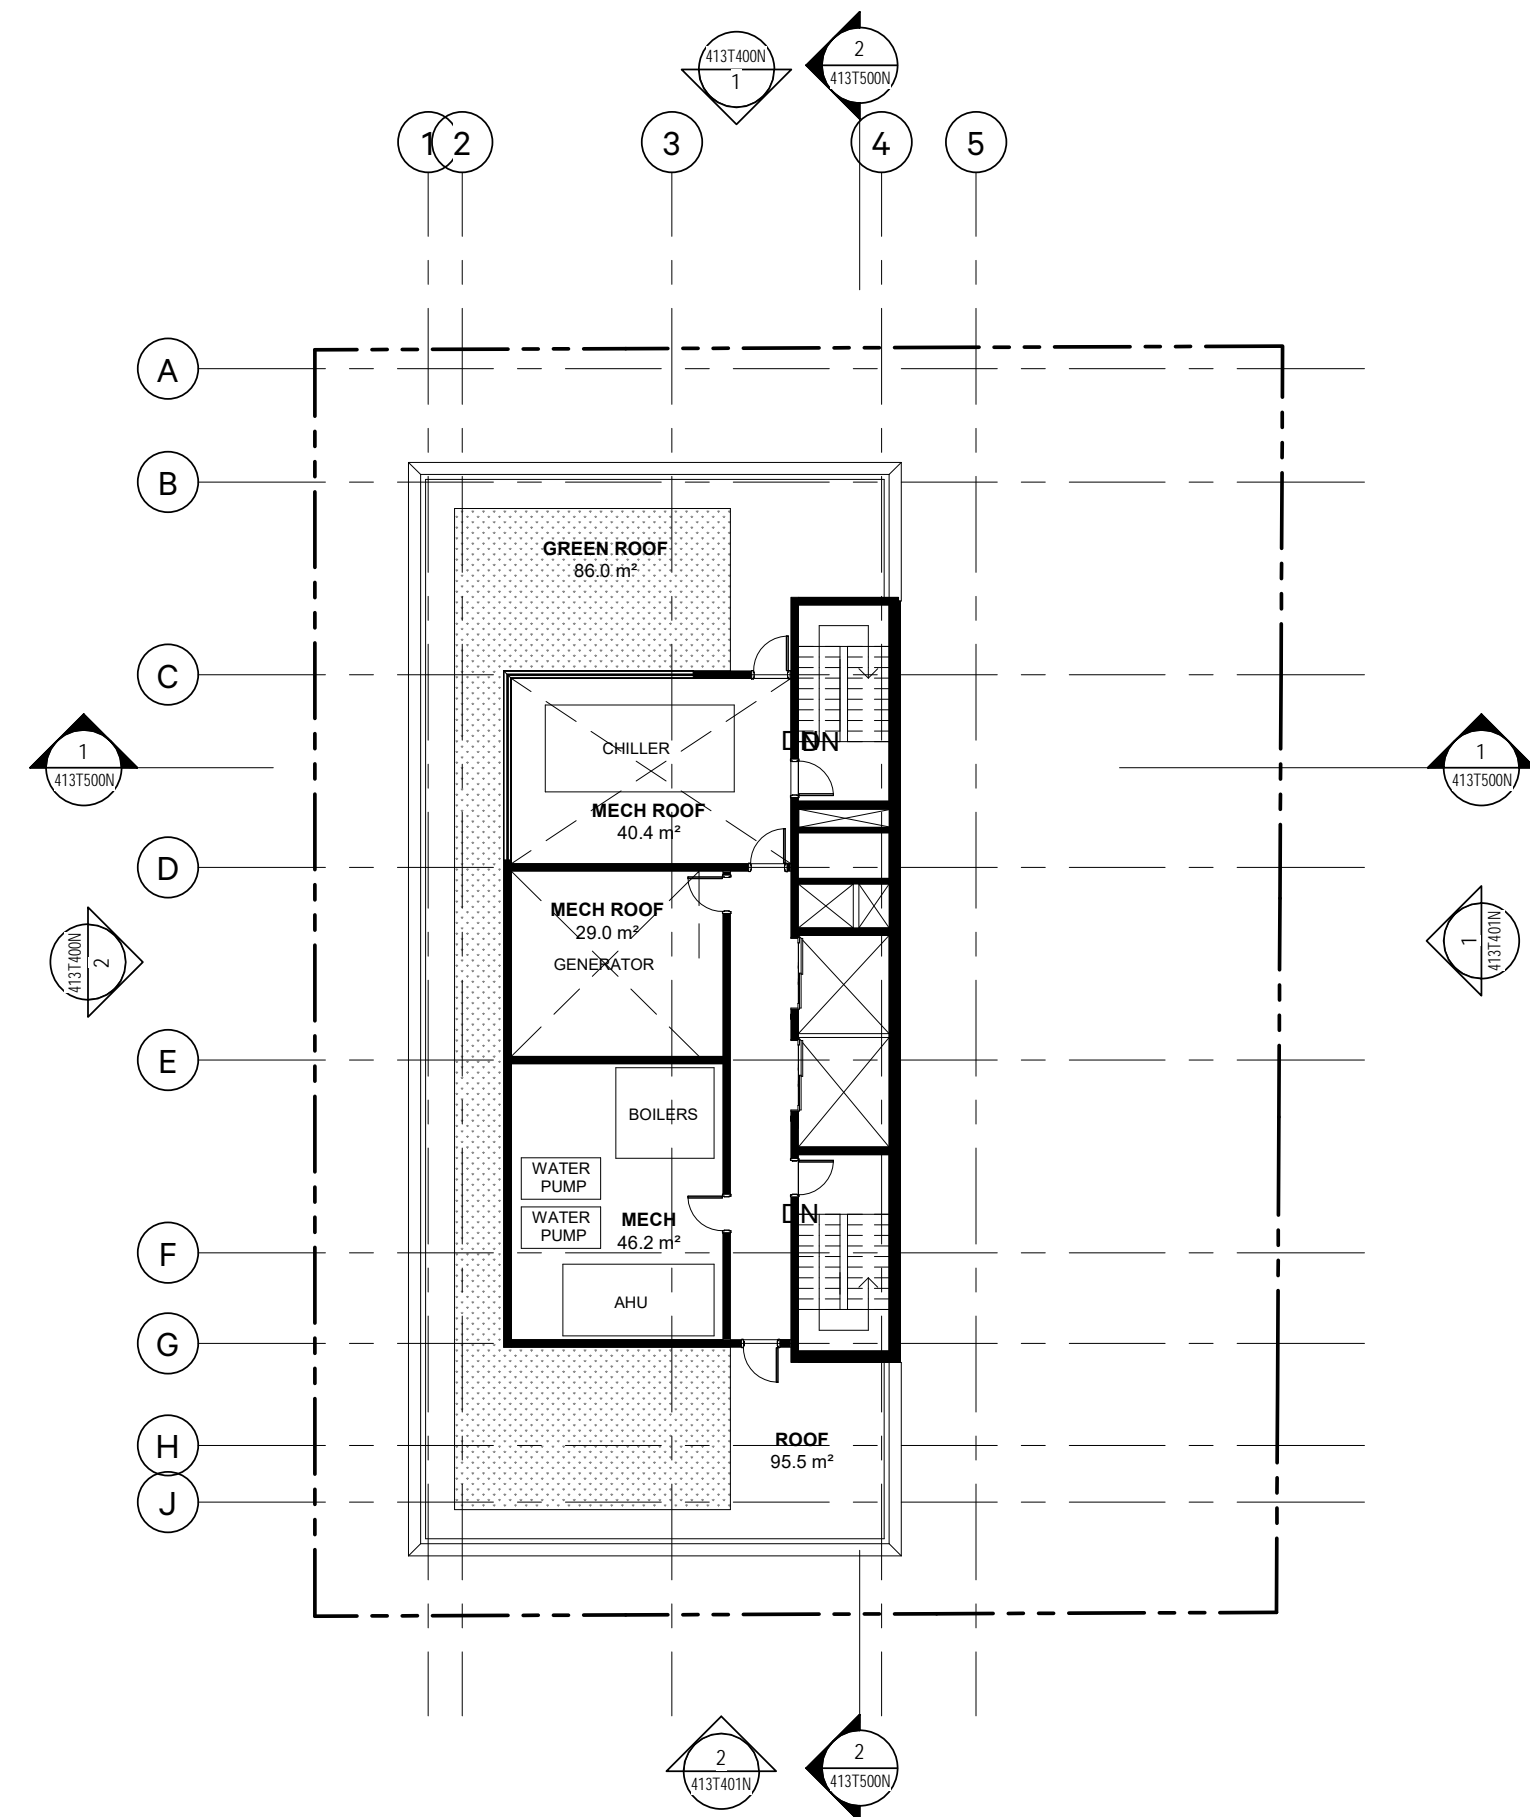 413T400N
1
2
413T500N
1
2
3
4
5
A
B
GREEN ROOF
86.0 m²
C
1
413T500N
CHILLER
DN
DN
1
413T500N
MECH ROOF
40.4 m²
D
MECH ROOF
29.0 m²
GENERATOR
413T400N
2
1
413T401N
E
BOILERS
WATER
PUMP
WATER
PUMP
MECH
46.2 m²
DN
F
AHU
G
H
ROOF
95.5 m²
J
2
413T401N
2
413T500N